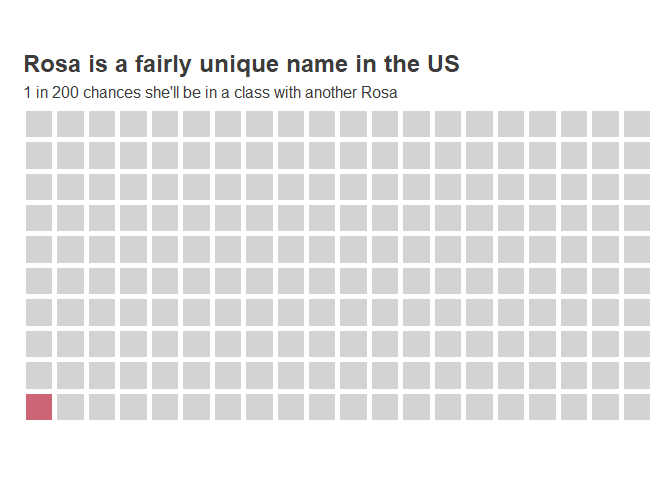 Rosa is a fairly unique name in the US
1 in 200 chances she'll be in a class with another Rosa